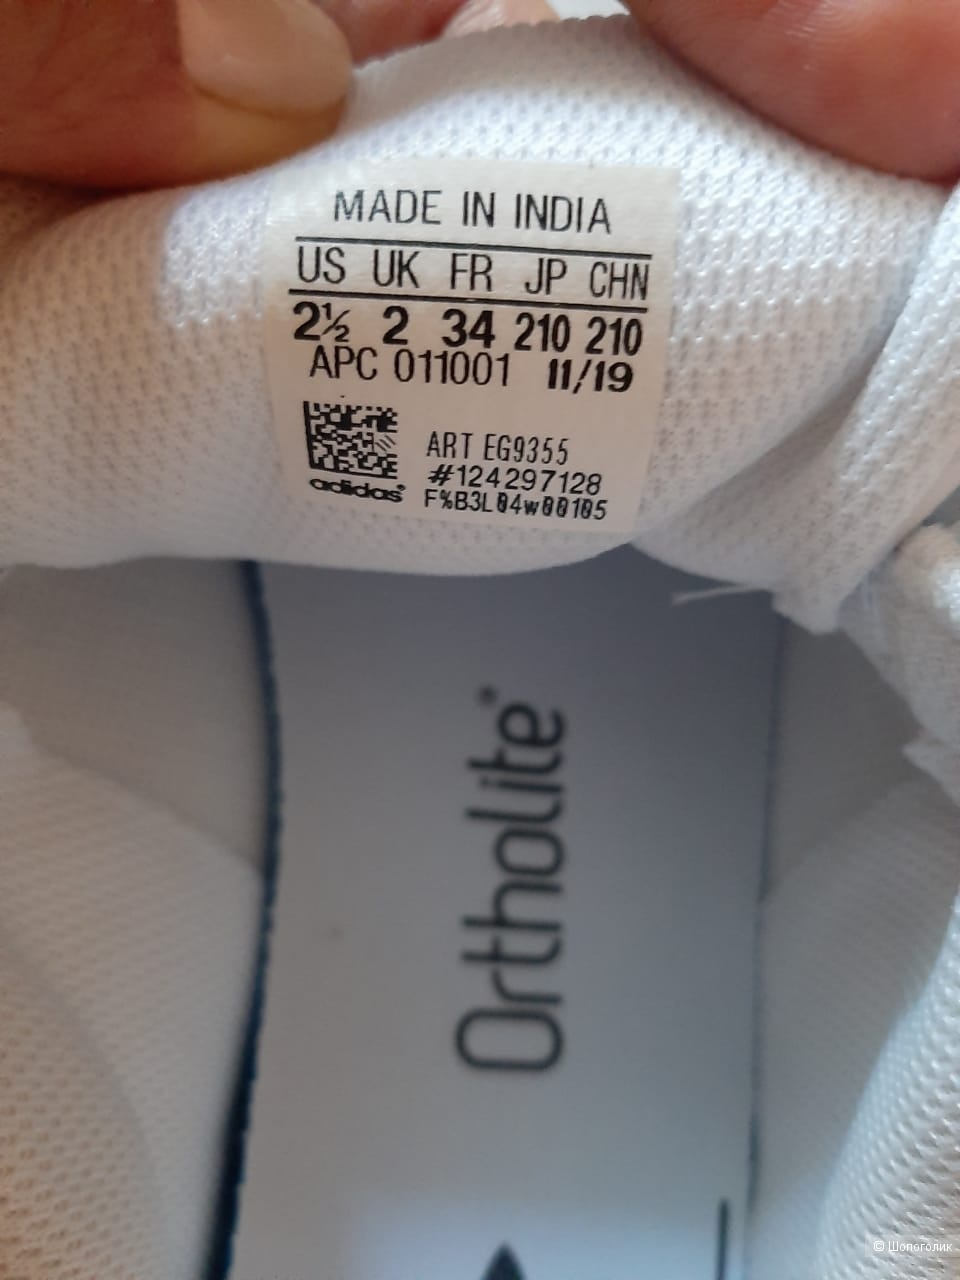 MADE IN INDIA
US UK FR JP CHN
2½ 2 34 210 210
APC 011001 11/19
ART EG9355
#124297128
adidas®
F%B3L04w00105
Ortholite®
© Шопоголик